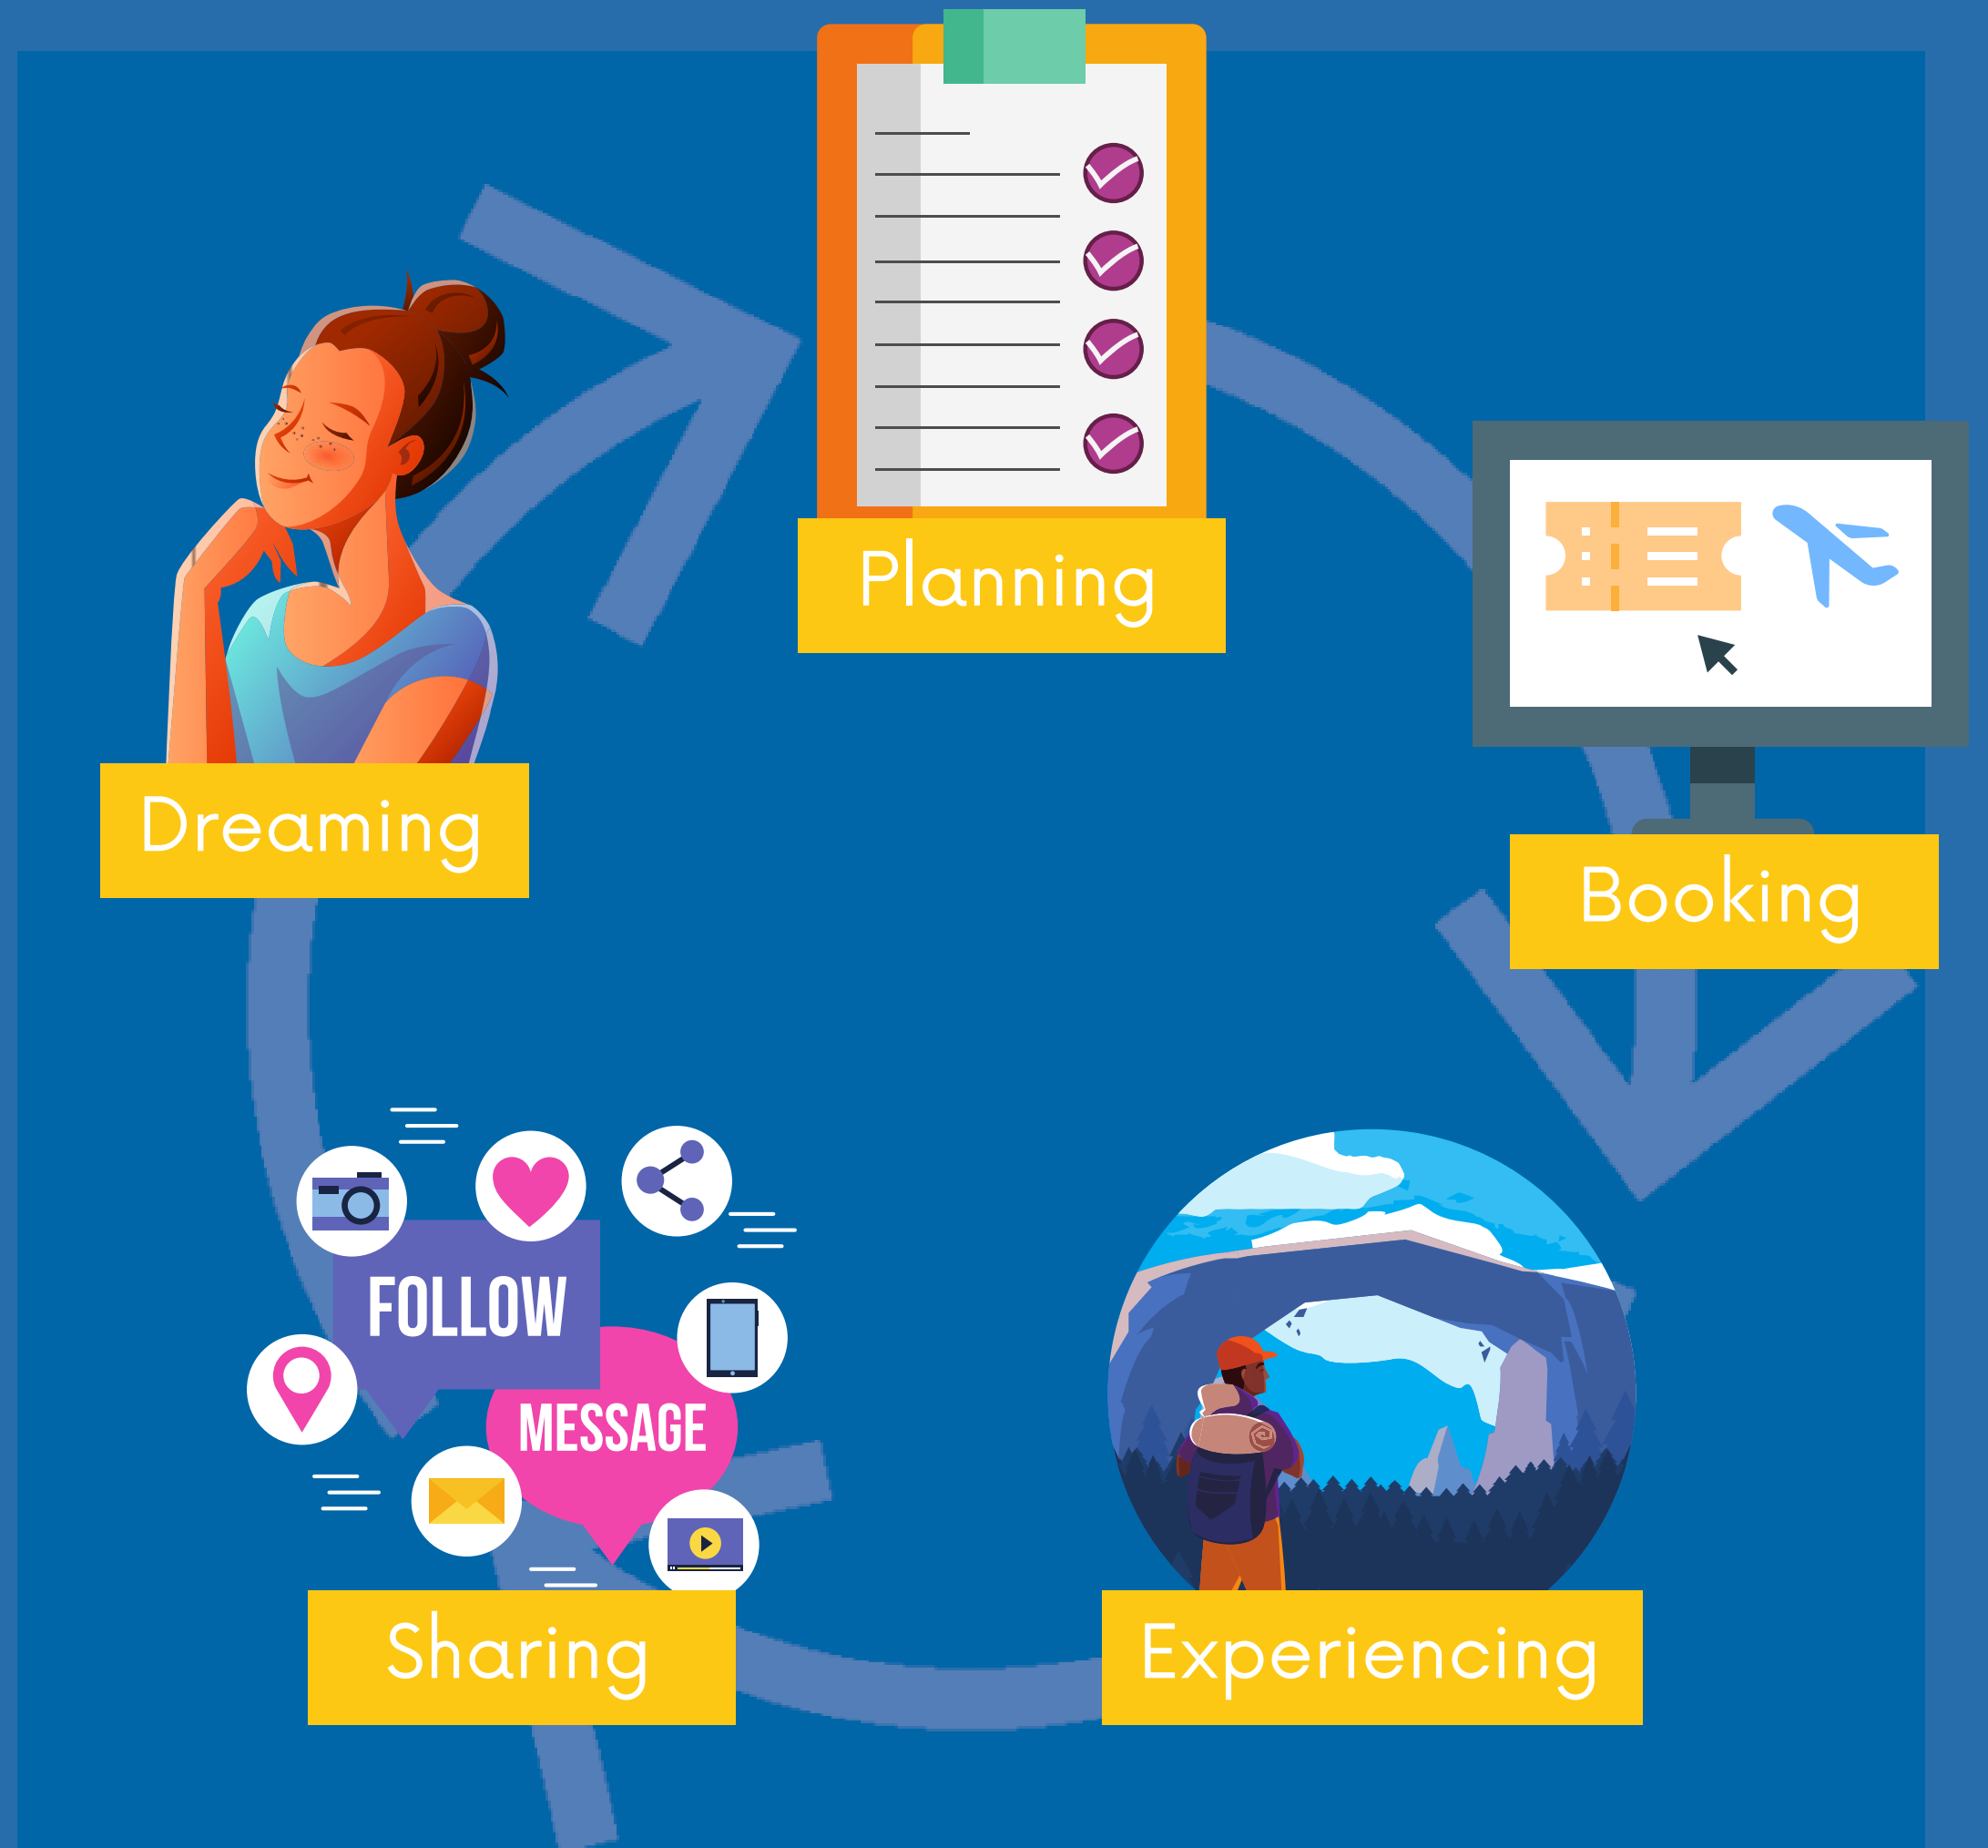 Planning
Dreaming
Booking
FOLLOW
MESSAGE
Sharing
Experiencing